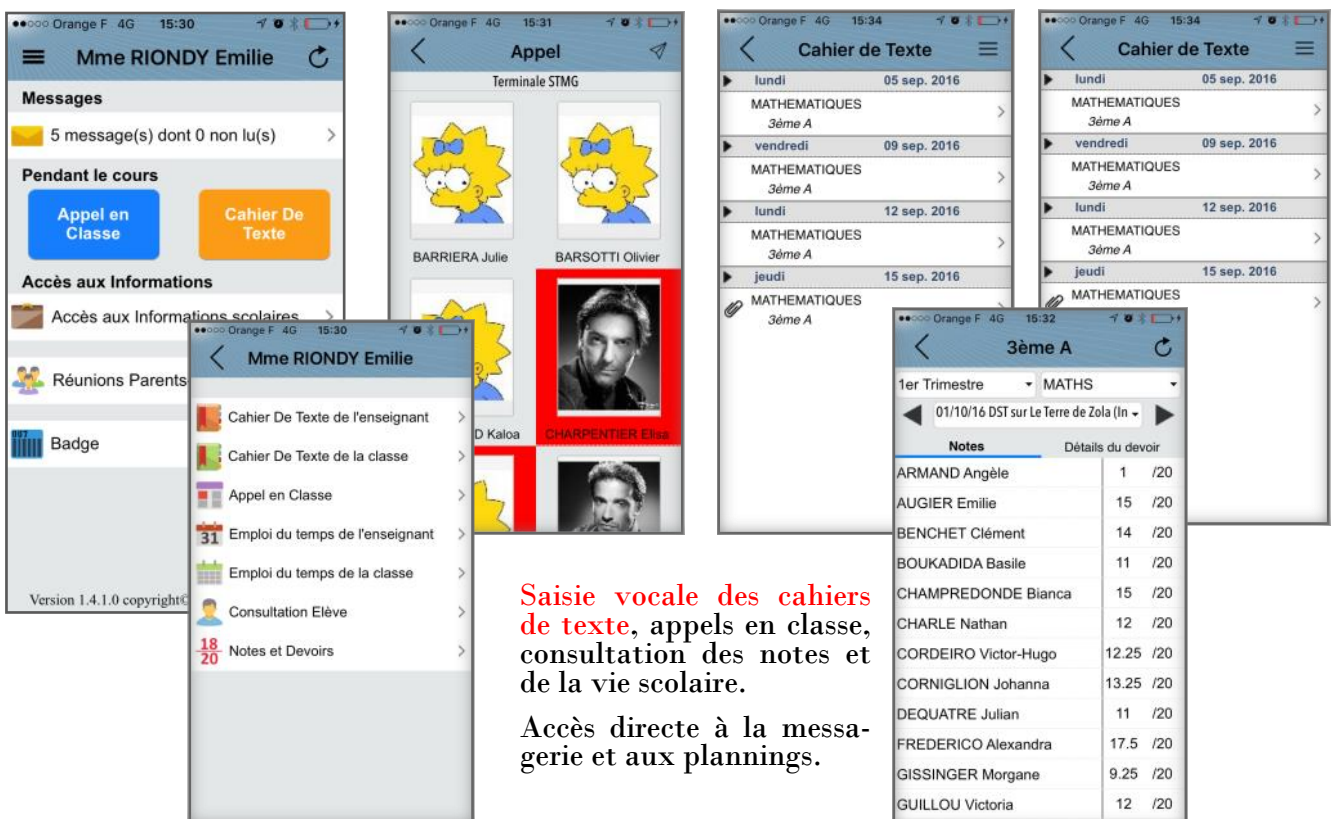 Orange F 4G 15:30
Mme RIONDY Emilie
Messages
5 message(s) dont 0 non lu(s)
Pendant le cours
Appel en
Classe
Cahier De
Texte
Accès aux Informations
Accès aux Informations scolaires
Réunions Parents
007
Badge
Version 1.4.1.0 copyright©
Orange F 4G 15:30
Mme RIONDY Emilie
Cahier De Texte de l'enseignant
Cahier De Texte de la classe
Appel en Classe
31
Emploi du temps de l'enseignant
Emploi du temps de la classe
Consultation Elève
18
20
Notes et Devoirs
Orange F 4G 15:31
Appel
Terminale STMG
BARRIERA Julie
BARSOTTI Olivier
D Kaloa
CHARPENTIER Elisa
Orange F 4G 15:34
Cahier de Texte
lundi 05 sep. 2016
MATHEMATIQUES
3ème A
vendredi 09 sep. 2016
MATHEMATIQUES
3ème A
lundi 12 sep. 2016
MATHEMATIQUES
3ème A
jeudi 15 sep. 2016
MATHEMATIQUES
3ème A
Orange F 4G 15:34
Cahier de Texte
lundi 05 sep. 2016
MATHEMATIQUES
3ème A
vendredi 09 sep. 2016
MATHEMATIQUES
3ème A
lundi 12 sep. 2016
MATHEMATIQUES
3ème A
jeudi 15 sep. 2016
MATHEMATIQUES
Orange F 4G 15:32
3ème A
1er Trimestre MATHS
01/10/16 DST sur Le Terre de Zola (In
Notes Détails du devoir
ARMAND Angèle 1 /20
AUGIER Emilie 15 /20
BENCHET Clément 14 /20
BOUKADIDA Basile 11 /20
CHAMPREDONDE Bianca 15 /20
CHARLE Nathan 12 /20
CORDEIRO Victor-Hugo 12.25 /20
CORNIGLION Johanna 13.25 /20
DEQUATRE Julian 11 /20
FREDERICO Alexandra 17.5 /20
GISSINGER Morgane 9.25 /20
GUILLOU Victoria 12 /20
Saisie vocale des cahiers
de texte, appels en classe,
consultation des notes et
de la vie scolaire.
Accès directe à la messa-
gerie et aux plannings.